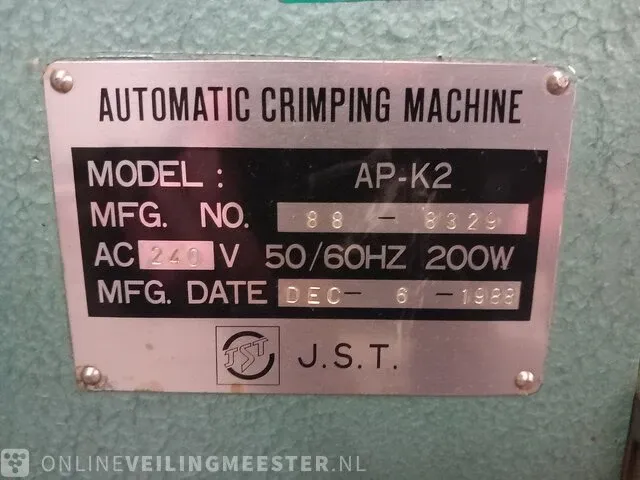 AUTOMATIC CRIMPING MACHINE
MODEL : AP-K2
MFG. NO. 88 - 8329
AC 240 V 50/60HZ 200W
MFG. DATE DEC - 6 - 1988
JST J.S.T.
ONLINEVEILINGMEESTER.NL